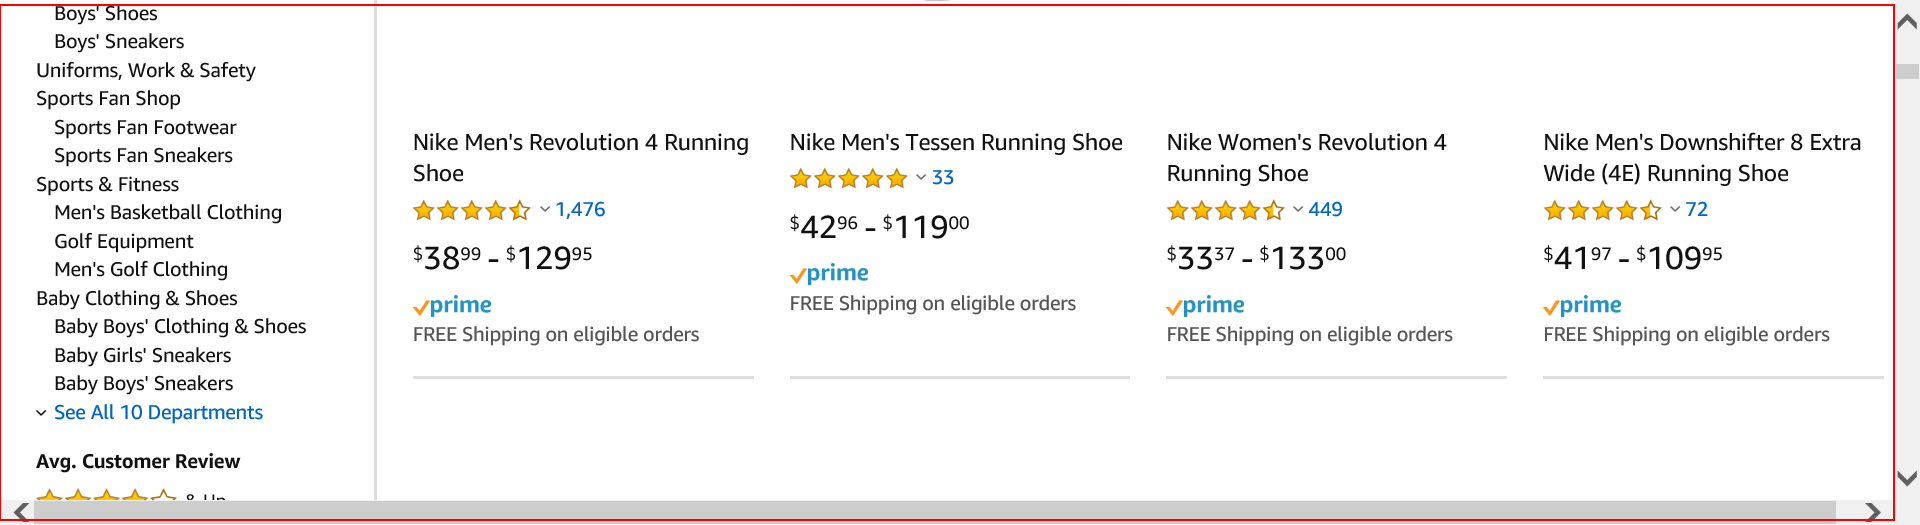 Boys' Shoes
Boys' Sneakers
Uniforms, Work & Safety
Sports Fan Shop
Sports Fan Footwear
Sports Fan Sneakers
Sports & Fitness
Men's Basketball Clothing
Golf Equipment
Men's Golf Clothing
Baby Clothing & Shoes
Baby Boys' Clothing & Shoes
Baby Girls' Sneakers
Baby Boys' Sneakers
See All 10 Departments
Avg. Customer Review
& Up
Nike Men's Revolution 4 Running
Shoe
1,476
$38.99 - $129.95
prime
FREE Shipping on eligible orders
Nike Men's Tessen Running Shoe
33
$42.96 - $119.00
prime
FREE Shipping on eligible orders
Nike Women's Revolution 4
Running Shoe
449
$33.37 - $133.00
prime
FREE Shipping on eligible orders
Nike Men's Downshifter 8 Extra
Wide (4E) Running Shoe
72
$41.97 - $109.95
prime
FREE Shipping on eligible orders